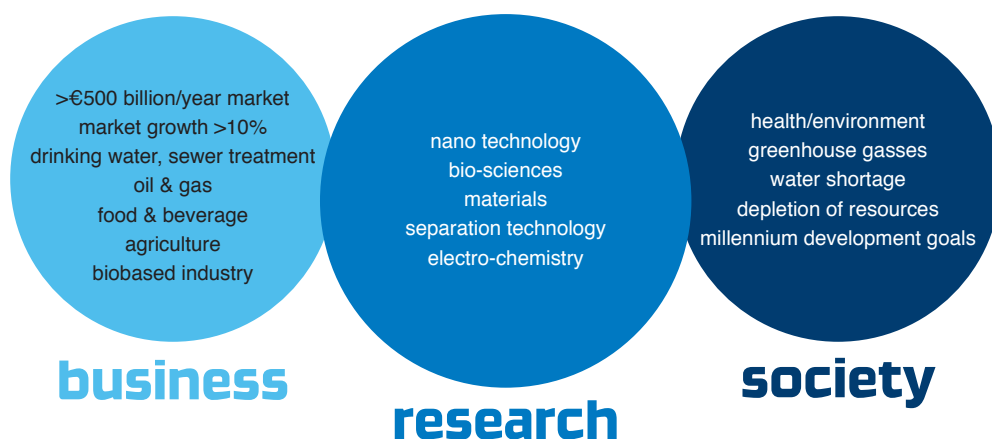 >€500 billion/year market
market growth >10%
drinking water, sewer treatment
oil & gas
food & beverage
agriculture
biobased industry
business
nano technology
bio-sciences
materials
separation technology
electro-chemistry
research
health/environment
greenhouse gasses
water shortage
depletion of resources
millennium development goals
society